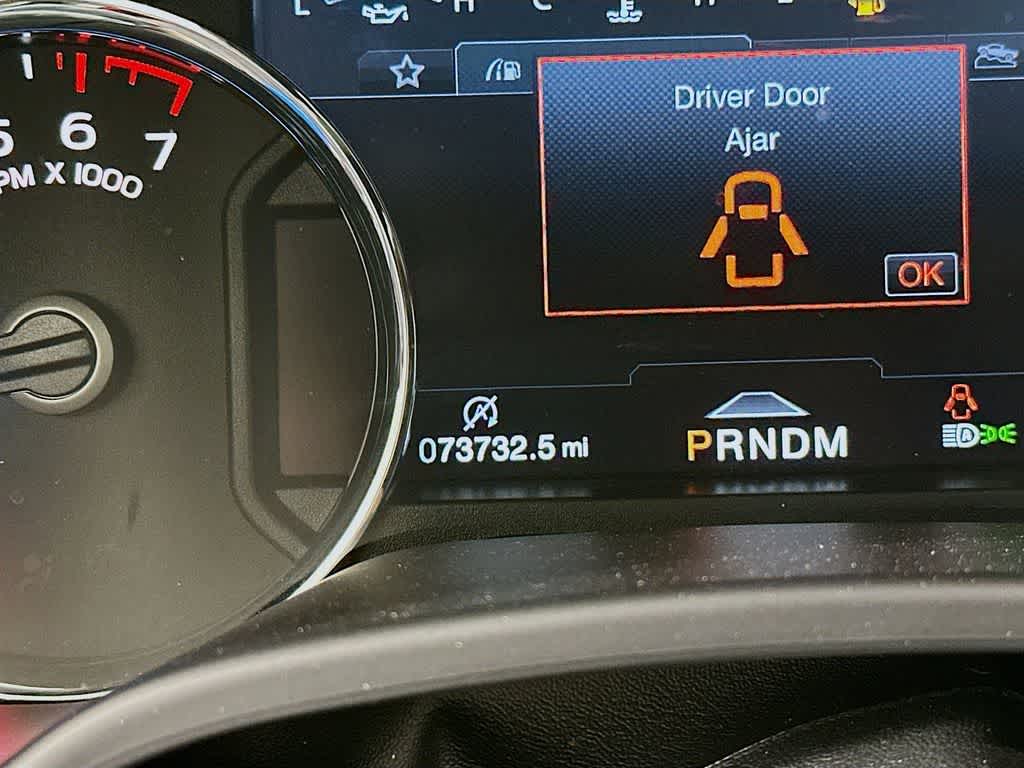 L H C H E
Driver Door
Ajar
5 6 7
PM X 1000
OK
073732.5 mi
PRNDM
A